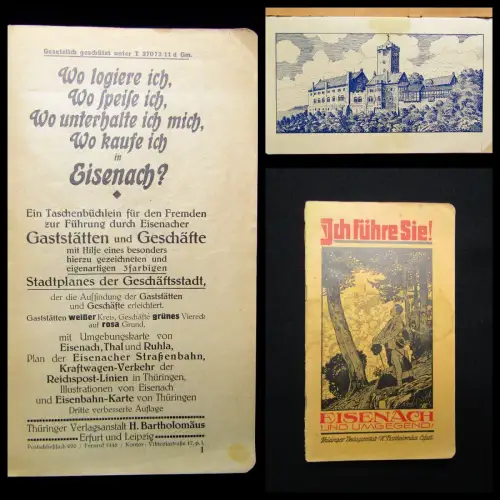 Gesetzlich geschützt unter T 27073-11 d Gm.
Wo logiere ich,
Wo speise ich,
Wo unterhalte ich mich,
Wo kaufe ich
in
Eisenach?
Ein Taschenbüchlein für den Fremden
zur Führung durch Eisenacher
Gaststätten und Geschäfte
mit Hilfe eines besonders
hierzu gezeichneten und
eigenartigen 3farbigen
Stadtplanes der Geschäftsstadt,
der die Auffindung der Gaststätten
und Geschäfte erleichtert.
Gaststätten weißer Kreis, Geschäfte grünes Viereck
auf rosa Grund,
mit Umgebungskarte von
Eisenach, Thal und Ruhla,
Plan der Eisenacher Straßenbahn,
Kraftwagen-Verkehr der
Reichspost-Linien in Thüringen,
Illustrationen von Eisenach
und Eisenbahn-Karte von Thüringen
Dritte verbesserte Auflage
Thüringer Verlagsanstalt H. Bartholomäus
Erfurt und Leipzig
1
Ich führe Sie!
EISENACH
UND UMGEGEND!
Thüringer Verlagsanstalt H. Bartholomäus Erfurt